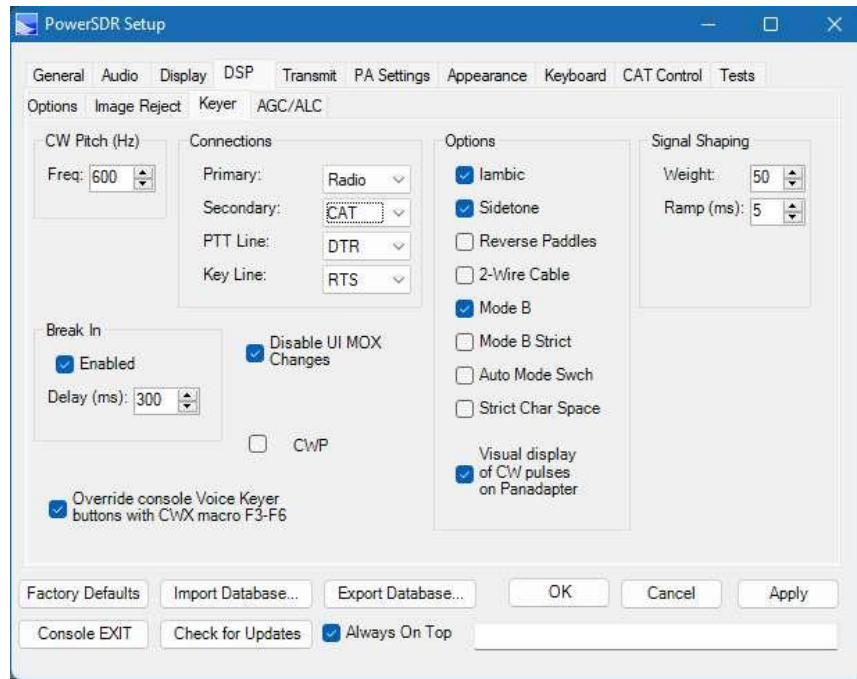 PowerSDR Setup
General Audio Display DSP Transmit PA Settings Appearance Keyboard CAT Control Tests
Options Image Reject Keyer AGC/ALC
CW Pitch (Hz)
Freq: 600
Connections
Primary: Radio
Secondary: CAT
PTT Line: DTR
Key Line: RTS
Options
Iambic
Sidetone
Reverse Paddles
2-Wire Cable
Mode B
Mode B Strict
Auto Mode Swch
Strict Char Space
Visual display
of CW pulses
on Panadapter
Signal Shaping
Weight: 50
Ramp (ms): 5
Break In
Enabled
Delay (ms): 300
Disable UI MOX
Changes
CWP
Override console Voice Keyer
buttons with CWX macro F3-F6
Factory Defaults Import Database... Export Database... OK Cancel Apply
Console EXIT Check for Updates Always On Top